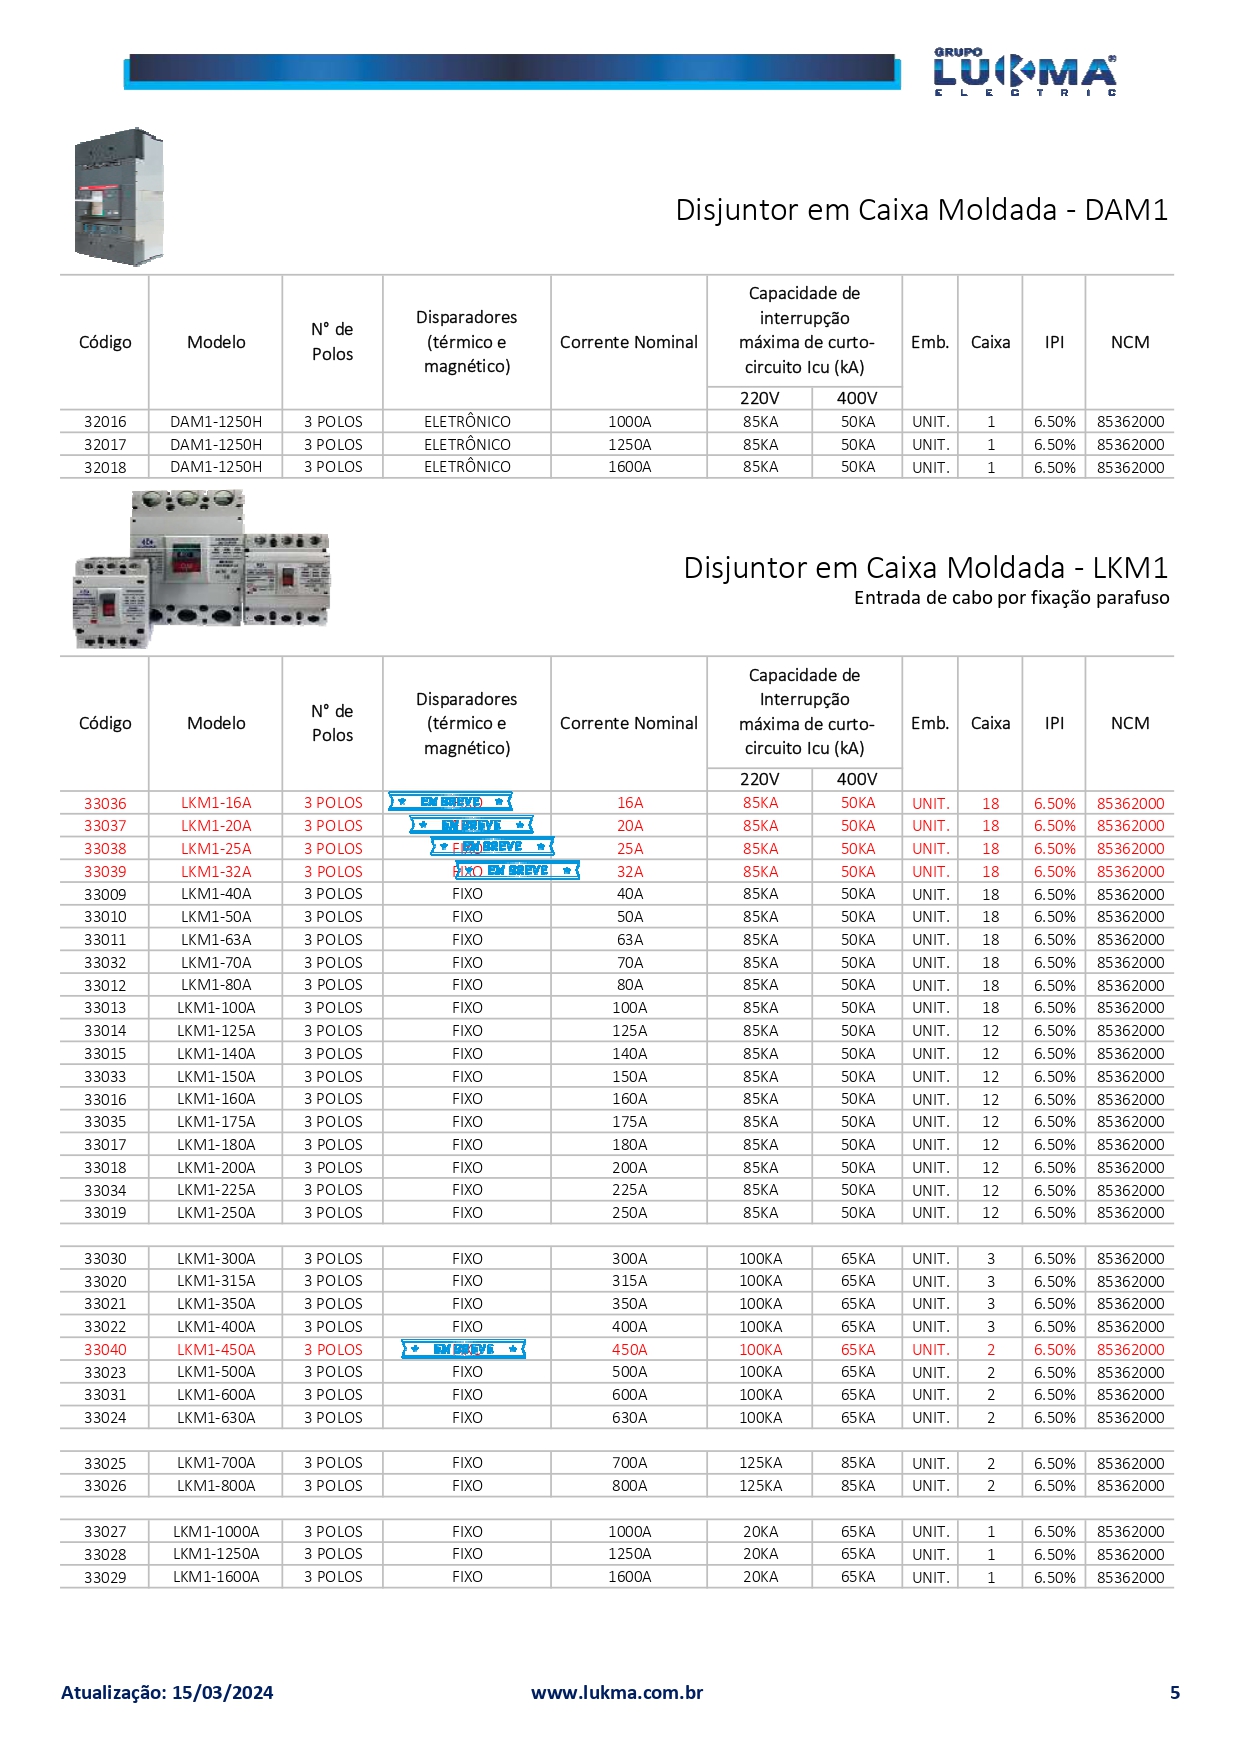 GRUPO
LUKMA
ELECTRIC
Disjuntor em Caixa Moldada - DAM1
Código Modelo N° de Polos Disparadores (térmico e magnético) Corrente Nominal Capacidade de interrupção máxima de curto-circuito Icu (kA) Emb. Caixa IPI NCM
220V 400V
32016 DAM1-1250H 3 POLOS ELETRÔNICO 1000A 85KA 50KA UNIT. 1 6.50% 85362000
32017 DAM1-1250H 3 POLOS ELETRÔNICO 1250A 85KA 50KA UNIT. 1 6.50% 85362000
32018 DAM1-1250H 3 POLOS ELETRÔNICO 1600A 85KA 50KA UNIT. 1 6.50% 85362000
Disjuntor em Caixa Moldada - LKM1
Entrada de cabo por fixação parafuso
Código Modelo N° de Polos Disparadores (térmico e magnético) Corrente Nominal Capacidade de Interrupção máxima de curto-circuito Icu (kA) Emb. Caixa IPI NCM
220V 400V
33036 LKM1-16A 3 POLOS EM BREVE 16A 85KA 50KA UNIT. 18 6.50% 85362000
33037 LKM1-20A 3 POLOS EM BREVE 20A 85KA 50KA UNIT. 18 6.50% 85362000
33038 LKM1-25A 3 POLOS FIXO EM BREVE 25A 85KA 50KA UNIT. 18 6.50% 85362000
33039 LKM1-32A 3 POLOS FIXO EM BREVE 32A 85KA 50KA UNIT. 18 6.50% 85362000
33009 LKM1-40A 3 POLOS FIXO 40A 85KA 50KA UNIT. 18 6.50% 85362000
33010 LKM1-50A 3 POLOS FIXO 50A 85KA 50KA UNIT. 18 6.50% 85362000
33011 LKM1-63A 3 POLOS FIXO 63A 85KA 50KA UNIT. 18 6.50% 85362000
33032 LKM1-70A 3 POLOS FIXO 70A 85KA 50KA UNIT. 18 6.50% 85362000
33012 LKM1-80A 3 POLOS FIXO 80A 85KA 50KA UNIT. 18 6.50% 85362000
33013 LKM1-100A 3 POLOS FIXO 100A 85KA 50KA UNIT. 18 6.50% 85362000
33014 LKM1-125A 3 POLOS FIXO 125A 85KA 50KA UNIT. 12 6.50% 85362000
33015 LKM1-140A 3 POLOS FIXO 140A 85KA 50KA UNIT. 12 6.50% 85362000
33033 LKM1-150A 3 POLOS FIXO 150A 85KA 50KA UNIT. 12 6.50% 85362000
33016 LKM1-160A 3 POLOS FIXO 160A 85KA 50KA UNIT. 12 6.50% 85362000
33035 LKM1-175A 3 POLOS FIXO 175A 85KA 50KA UNIT. 12 6.50% 85362000
33017 LKM1-180A 3 POLOS FIXO 180A 85KA 50KA UNIT. 12 6.50% 85362000
33018 LKM1-200A 3 POLOS FIXO 200A 85KA 50KA UNIT. 12 6.50% 85362000
33034 LKM1-225A 3 POLOS FIXO 225A 85KA 50KA UNIT. 12 6.50% 85362000
33019 LKM1-250A 3 POLOS FIXO 250A 85KA 50KA UNIT. 12 6.50% 85362000
33030 LKM1-300A 3 POLOS FIXO 300A 100KA 65KA UNIT. 3 6.50% 85362000
33020 LKM1-315A 3 POLOS FIXO 315A 100KA 65KA UNIT. 3 6.50% 85362000
33021 LKM1-350A 3 POLOS FIXO 350A 100KA 65KA UNIT. 3 6.50% 85362000
33022 LKM1-400A 3 POLOS FIXO 400A 100KA 65KA UNIT. 3 6.50% 85362000
33040 LKM1-450A 3 POLOS EM BREVE 450A 100KA 65KA UNIT. 2 6.50% 85362000
33023 LKM1-500A 3 POLOS FIXO 500A 100KA 65KA UNIT. 2 6.50% 85362000
33031 LKM1-600A 3 POLOS FIXO 600A 100KA 65KA UNIT. 2 6.50% 85362000
33024 LKM1-630A 3 POLOS FIXO 630A 100KA 65KA UNIT. 2 6.50% 85362000
33025 LKM1-700A 3 POLOS FIXO 700A 125KA 85KA UNIT. 2 6.50% 85362000
33026 LKM1-800A 3 POLOS FIXO 800A 125KA 85KA UNIT. 2 6.50% 85362000
33027 LKM1-1000A 3 POLOS FIXO 1000A 20KA 65KA UNIT. 1 6.50% 85362000
33028 LKM1-1250A 3 POLOS FIXO 1250A 20KA 65KA UNIT. 1 6.50% 85362000
33029 LKM1-1600A 3 POLOS FIXO 1600A 20KA 65KA UNIT. 1 6.50% 85362000
Atualização: 15/03/2024 www.lukma.com.br 5